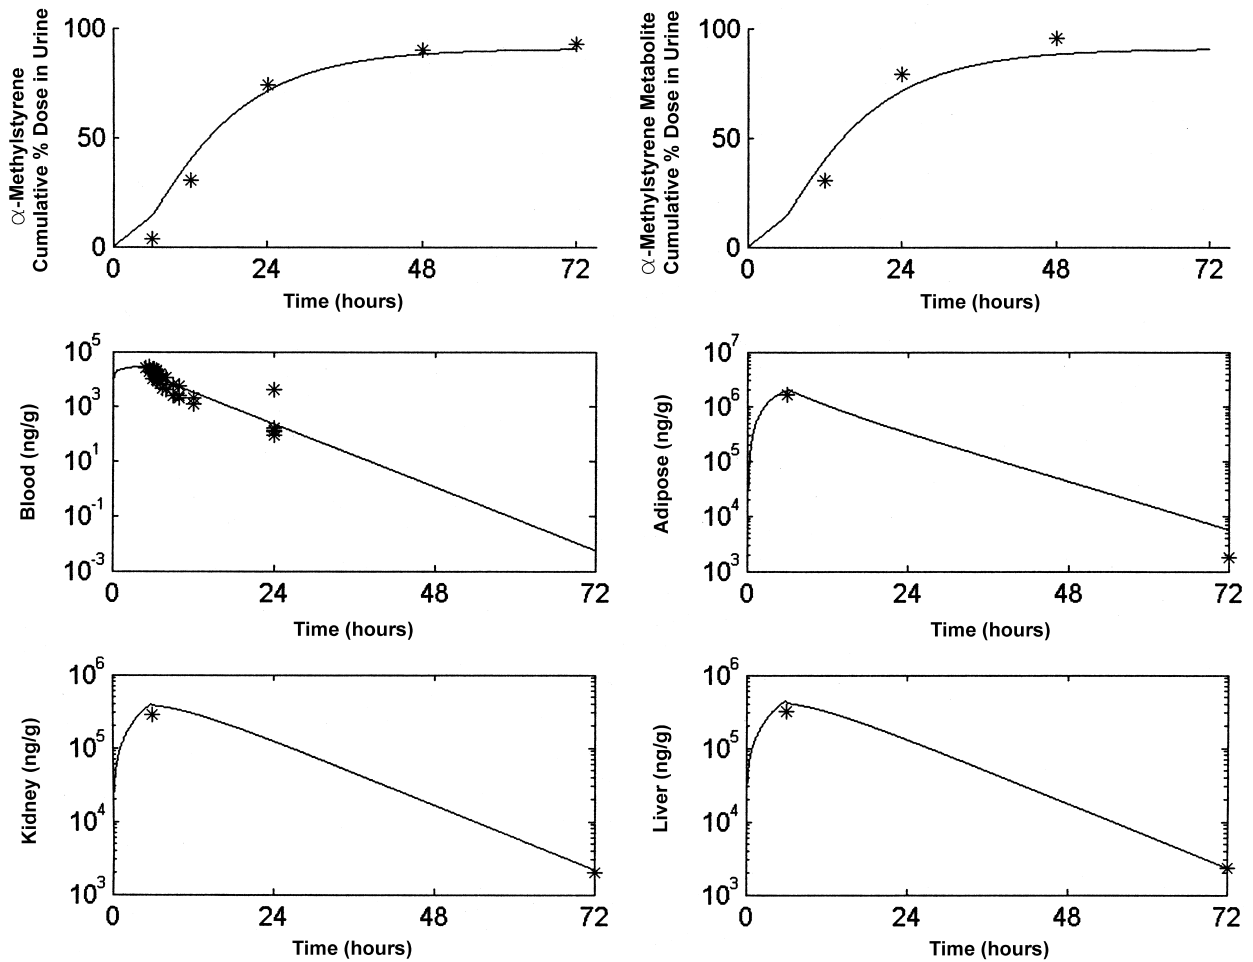 α-Methylstyrene
Cumulative % Dose in Urine
100
50
0
0 24 48 72
Time (hours)
α-Methylstyrene Metabolite
Cumulative % Dose in Urine
100
50
0
0 24 48 72
Time (hours)
Blood (ng/g)
10^5
10^3
10^1
10^-1
10^-3
0 24 48 72
Time (hours)
Adipose (ng/g)
10^7
10^6
10^5
10^4
10^3
0 24 48 72
Time (hours)
Kidney (ng/g)
10^6
10^5
10^4
10^3
0 24 48 72
Time (hours)
Liver (ng/g)
10^6
10^5
10^4
10^3
0 24 48 72
Time (hours)